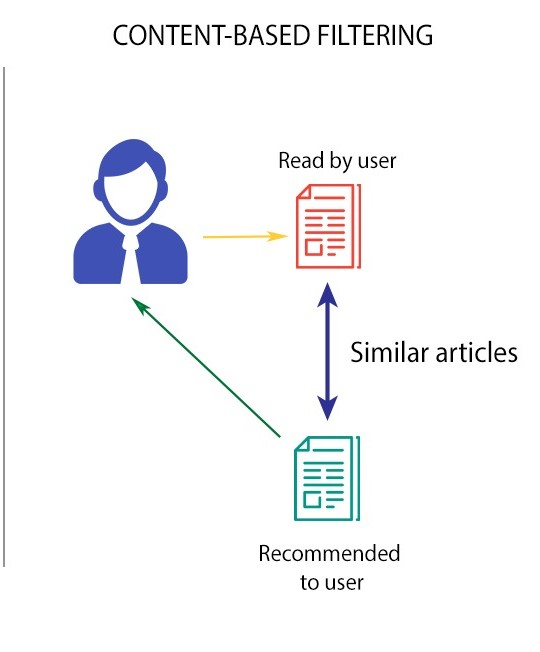 CONTENT-BASED FILTERING
Read by user
Similar articles
Recommended
to user